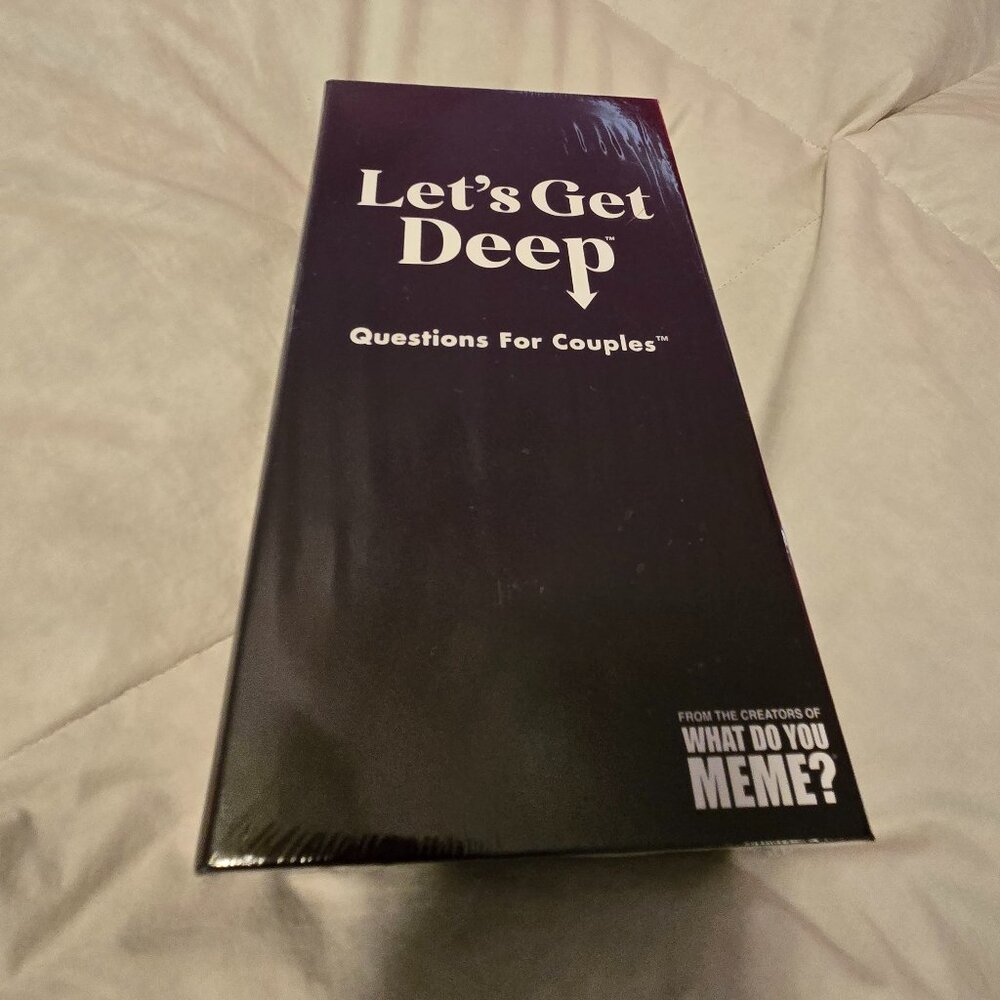 Let's Get
Deep™
Questions For Couples™
FROM THE CREATORS OF
WHAT DO YOU
MEME?